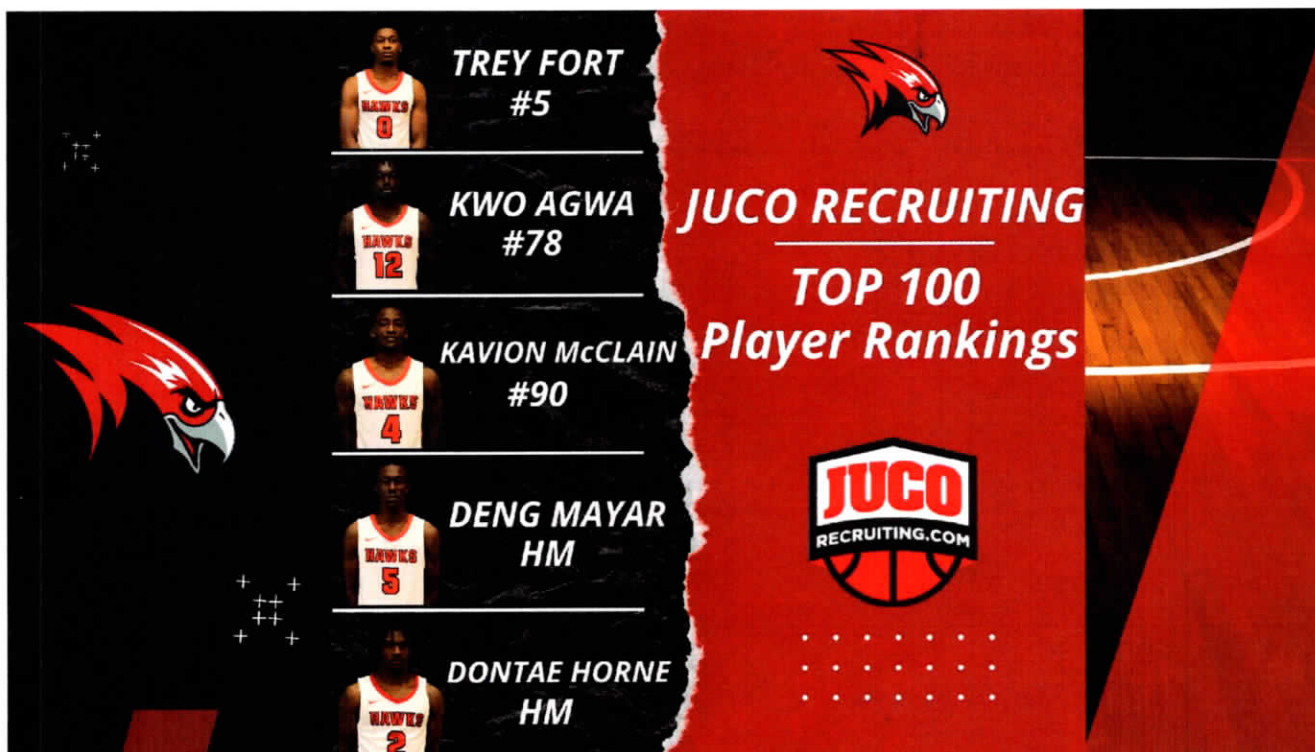 TREY FORT
#5
HAWKS
0
KWO AGWA
#78
HAWKS
12
KAVION McCLAIN
#90
HAWKS
4
DENG MAYAR
HM
HAWKS
5
DONTAE HORNE
HM
HAWKS
2
JUCO RECRUITING
TOP 100
Player Rankings
JUCO
RECRUITING.COM